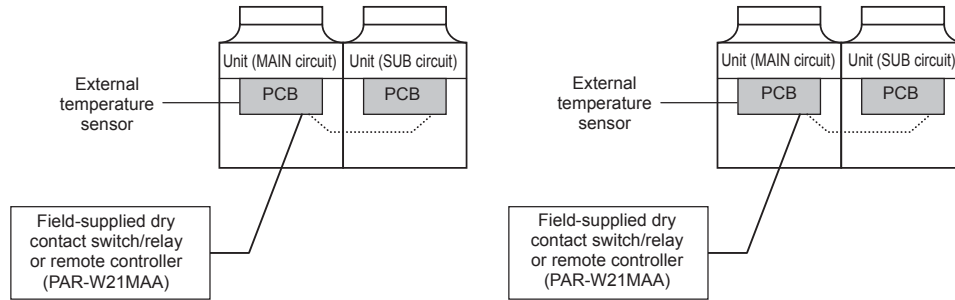 Unit (MAIN circuit)
Unit (SUB circuit)
PCB
PCB
External
temperature
sensor
Field-supplied dry
contact switch/relay
or remote controller
(PAR-W21MAA)
Unit (MAIN circuit)
Unit (SUB circuit)
PCB
PCB
External
temperature
sensor
Field-supplied dry
contact switch/relay
or remote controller
(PAR-W21MAA)